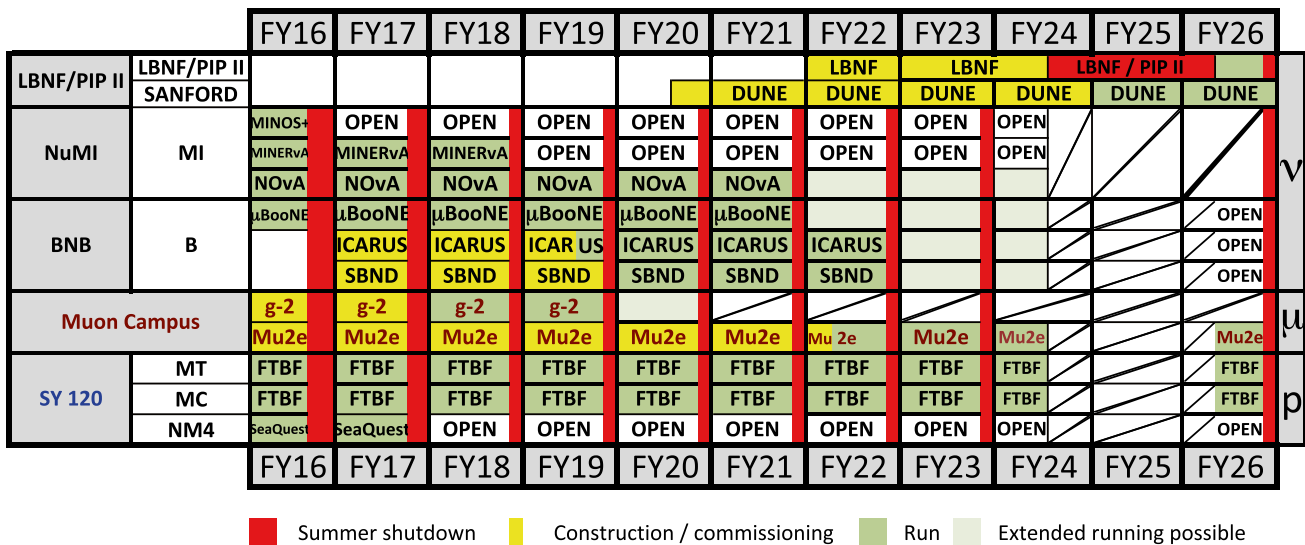 FY16 FY17 FY18 FY19 FY20 FY21 FY22 FY23 FY24 FY25 FY26
LBNF/PIP II LBNF/PIP II LBNF LBNF LBNF / PIP II
SANFORD DUNE DUNE DUNE DUNE DUNE DUNE
NuMI MI MINOS+ OPEN OPEN OPEN OPEN OPEN OPEN OPEN OPEN ν
MINERvA MINERvA MINERvA OPEN OPEN OPEN OPEN OPEN OPEN
NOvA NOvA NOvA NOvA NOvA NOvA
BNB B μBooNE μBooNE μBooNE μBooNE μBooNE μBooNE OPEN
ICARUS ICARUS ICARUS ICARUS ICARUS ICARUS OPEN
SBND SBND SBND SBND SBND SBND OPEN
Muon Campus g-2 g-2 g-2 g-2 μ
Mu2e Mu2e Mu2e Mu2e Mu2e Mu2e Mu2e Mu2e Mu2e Mu2e
SY 120 MT FTBF FTBF FTBF FTBF FTBF FTBF FTBF FTBF FTBF FTBF p
MC FTBF FTBF FTBF FTBF FTBF FTBF FTBF FTBF FTBF FTBF
NM4 SeaQuest SeaQuest OPEN OPEN OPEN OPEN OPEN OPEN OPEN OPEN
FY16 FY17 FY18 FY19 FY20 FY21 FY22 FY23 FY24 FY25 FY26
Summer shutdown Construction / commissioning Run Extended running possible